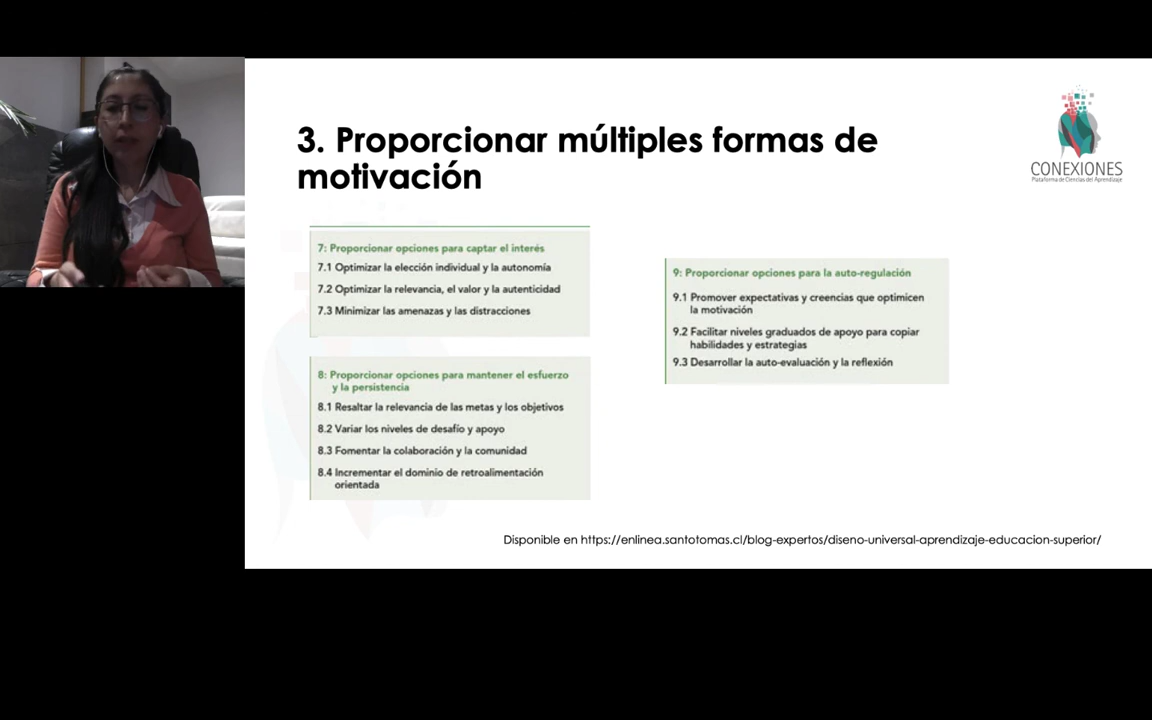 3. Proporcionar múltiples formas de
motivación
CONEXIONES
Plataforma de Ciencias del Aprendizaje
7: Proporcionar opciones para captar el interés
7.1 Optimizar la elección individual y la autonomía
7.2 Optimizar la relevancia, el valor y la autenticidad
7.3 Minimizar las amenazas y las distracciones
8: Proporcionar opciones para mantener el esfuerzo
y la persistencia
8.1 Resaltar la relevancia de las metas y los objetivos
8.2 Variar los niveles de desafío y apoyo
8.3 Fomentar la colaboración y la comunidad
8.4 Incrementar el dominio de retroalimentación
orientada
9: Proporcionar opciones para la auto-regulación
9.1 Promover expectativas y creencias que optimicen
la motivación
9.2 Facilitar niveles graduados de apoyo para copiar
habilidades y estrategias
9.3 Desarrollar la auto-evaluación y la reflexión
Disponible en https://enlinea.santotomas.cl/blog-expertos/diseno-universal-aprendizaje-educacion-superior/